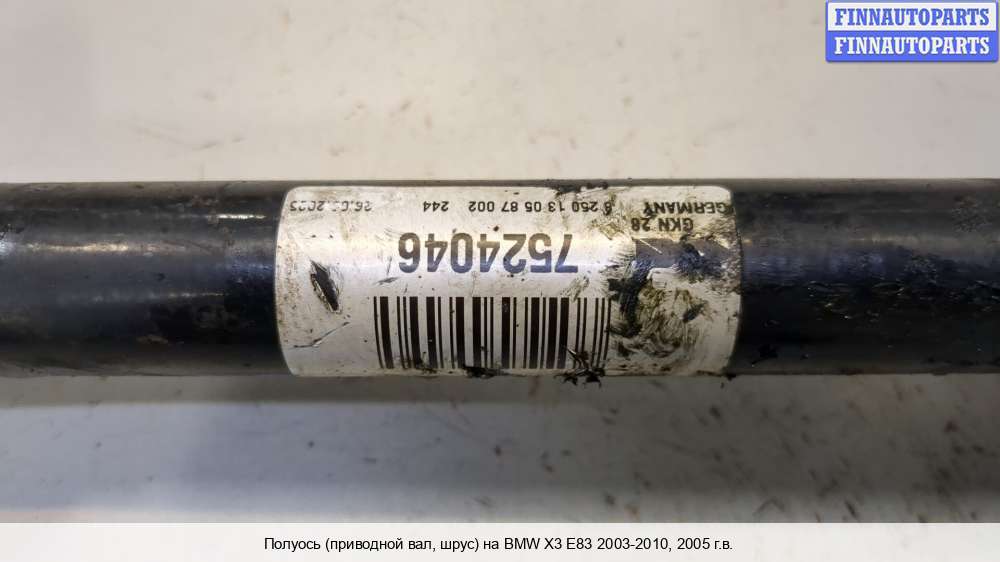 FINNAUTOPARTS
FINNAUTOPARTS
GERMANY
GKN 28
250 13 05 87 002 244
7524046
Полуось (приводной вал, шрус) на BMW X3 E83 2003-2010, 2005 г.в.